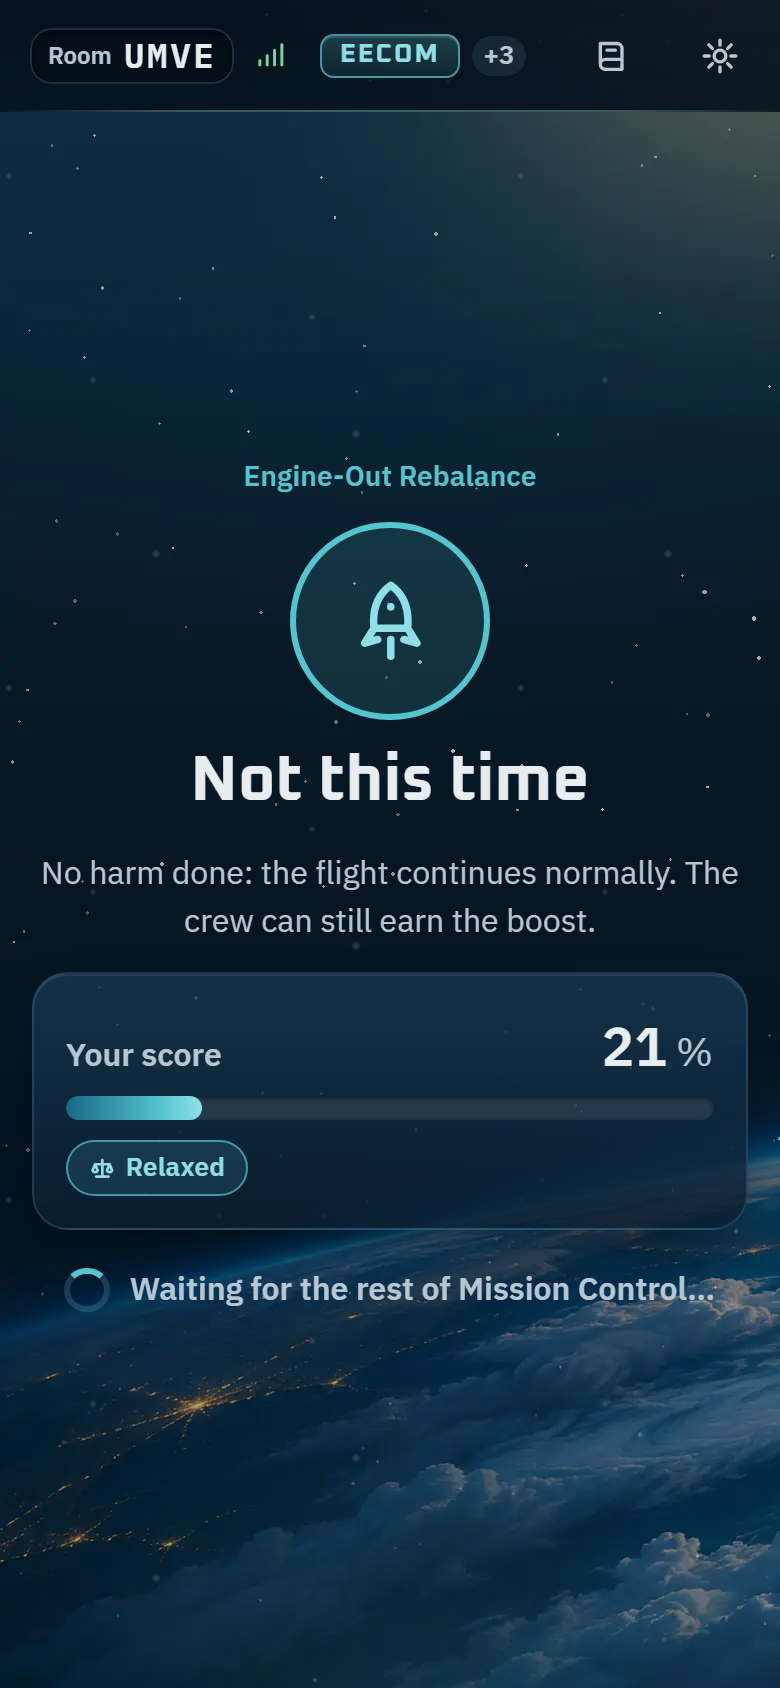 Room UMVE EECOM +3
Engine-Out Rebalance
Not this time
No harm done: the flight continues normally. The
crew can still earn the boost.
Your score 21 %
Relaxed
Waiting for the rest of Mission Control...